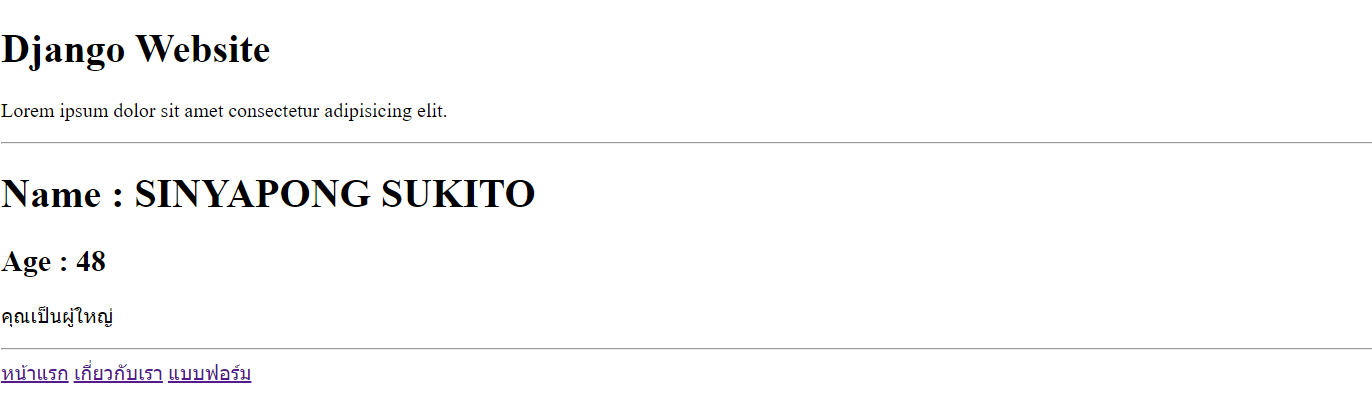 Django Website
Lorem ipsum dolor sit amet consectetur adipisicing elit.
Name : SINYAPONG SUKITO
Age : 48
คุณเป็นผู้ใหญ่
หน้าแรก เกี่ยวกับเรา แบบฟอร์ม